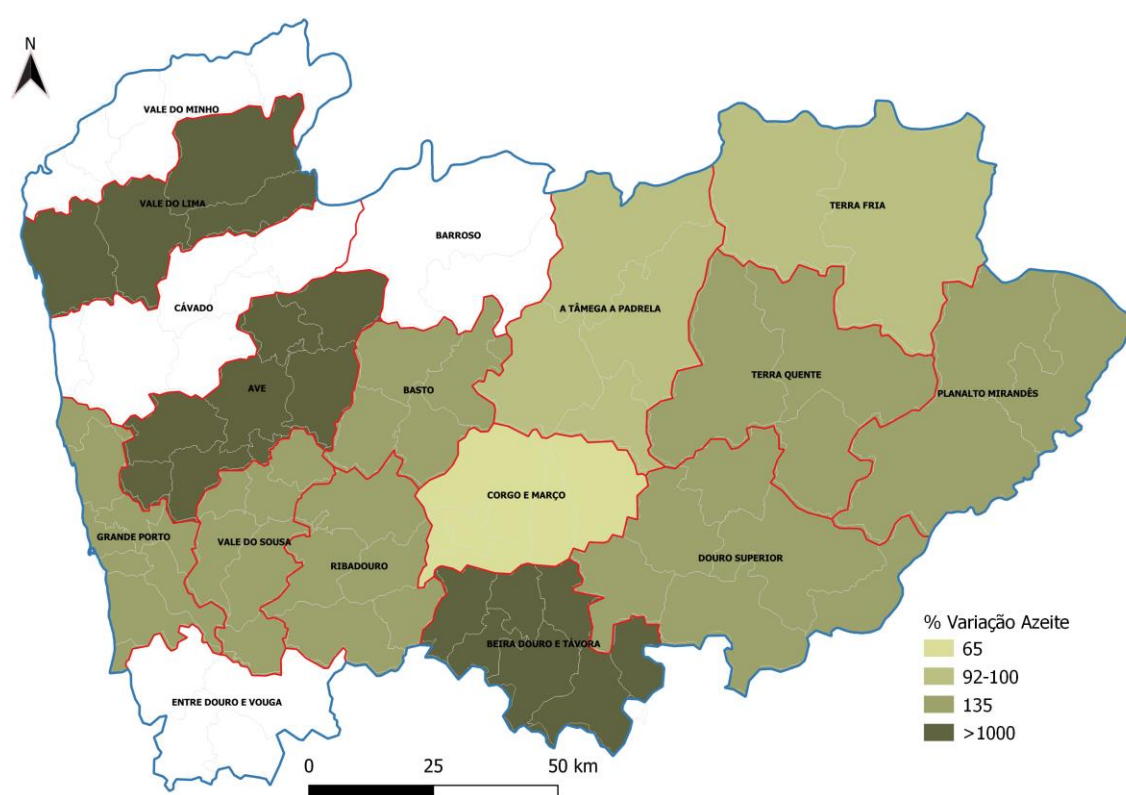 N
VALE DO MINHO
VALE DO LIMA
TERRA FRIA
BARROSO
CÁVADO
A TÂMEGA A PADRELA
TERRA QUENTE
AVE
BASTO
PLANALTO MIRANDÊS
CORGO E MARÇO
GRANDE PORTO
VALE DO SOUSA
RIBADOURO
DOURO SUPERIOR
BEIRA DOURO E TÁVORA
ENTRE DOURO E VOUGA
% Variação Azeite
65
92-100
135
>1000
0 25 50 km